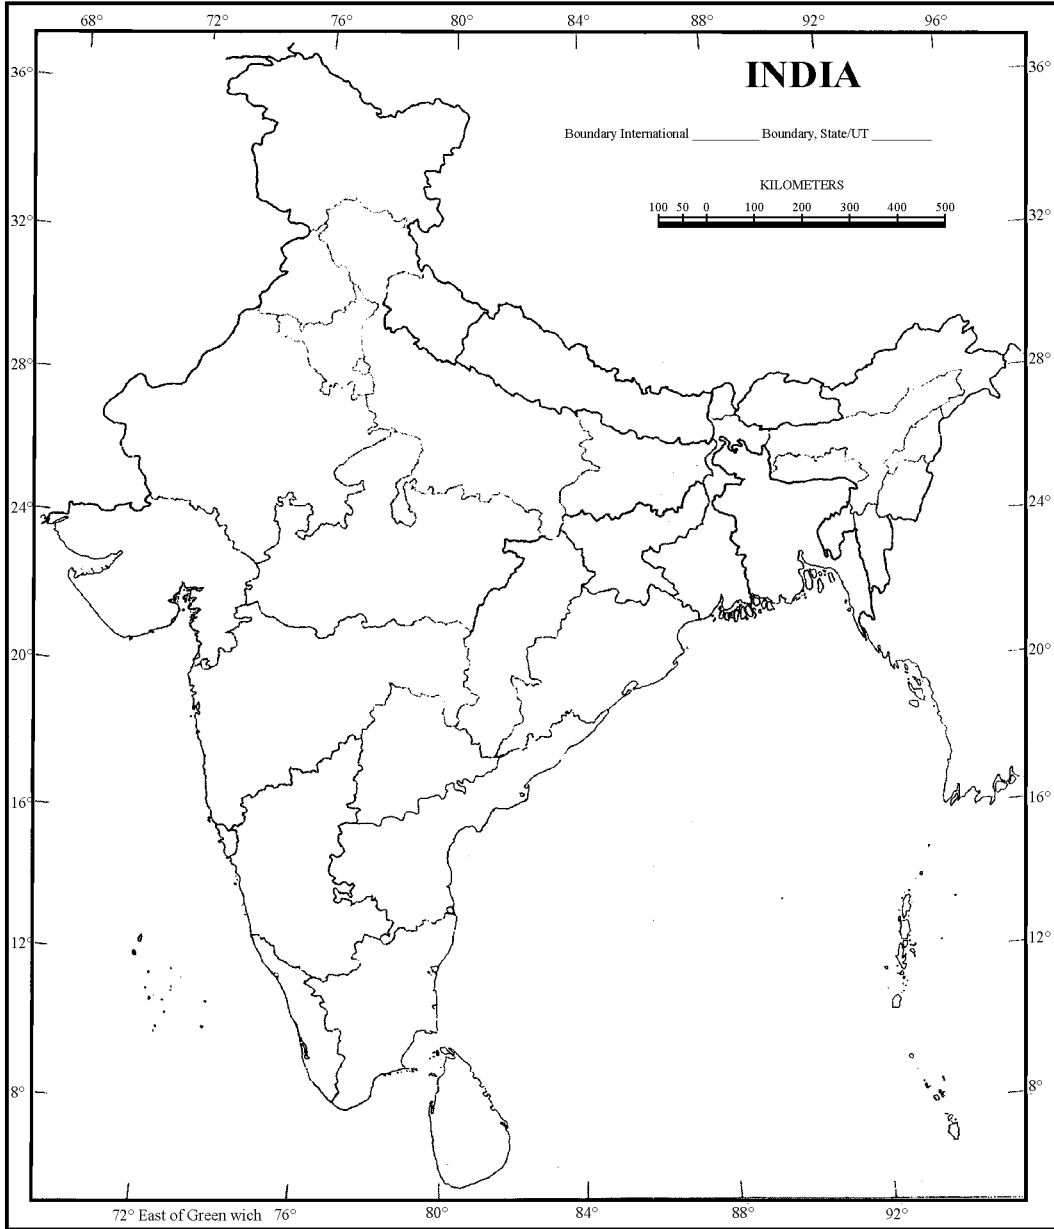 68° 72° 76° 80° 84° 88° 92° 96°
36° 36°
INDIA
Boundary International __________ Boundary, State/UT _________
KILOMETERS
100 50 0 100 200 300 400 500
32° 32°
28° 28°
24° 24°
20° 20°
16° 16°
12° 12°
8° 8°
72° East of Green wich 76° 80° 84° 88° 92°